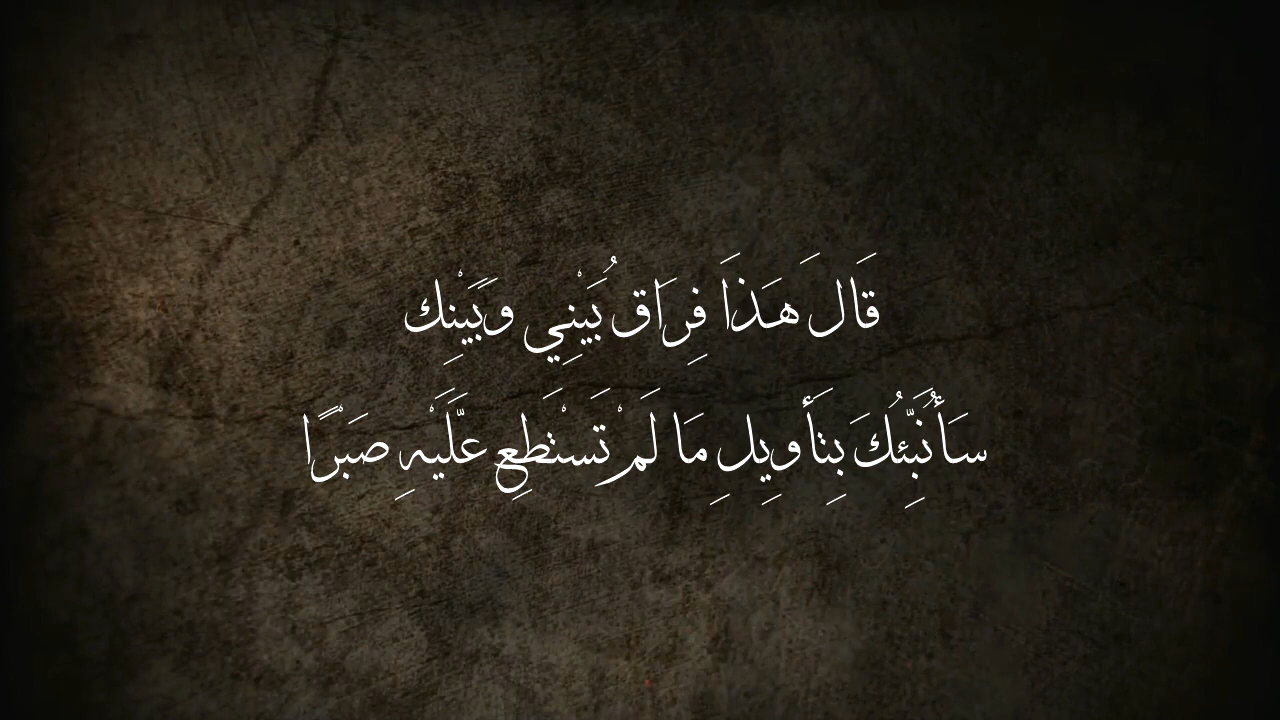 قَالَ هَذَا فِرَاقُ بَيْنِي وَبَيْنِكَ
سَأُنَبِّئُكَ بِتَأْوِيلِ مَا لَمْ تَسْتَطِعْ عَلَّيْهِ صَبْرًا